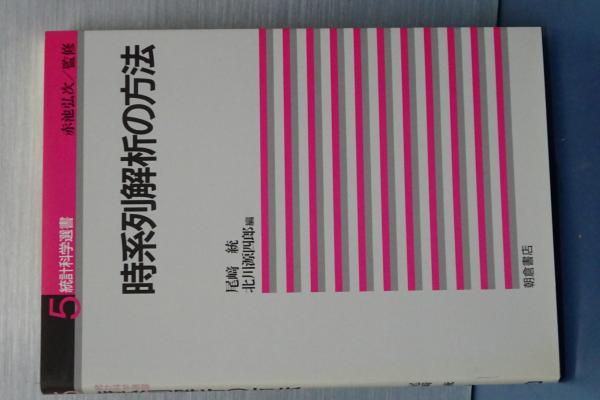 5 統計科学選書
赤池弘次／監修
時系列解析の方法
尾崎 統
北川源四郎 編
朝倉書店